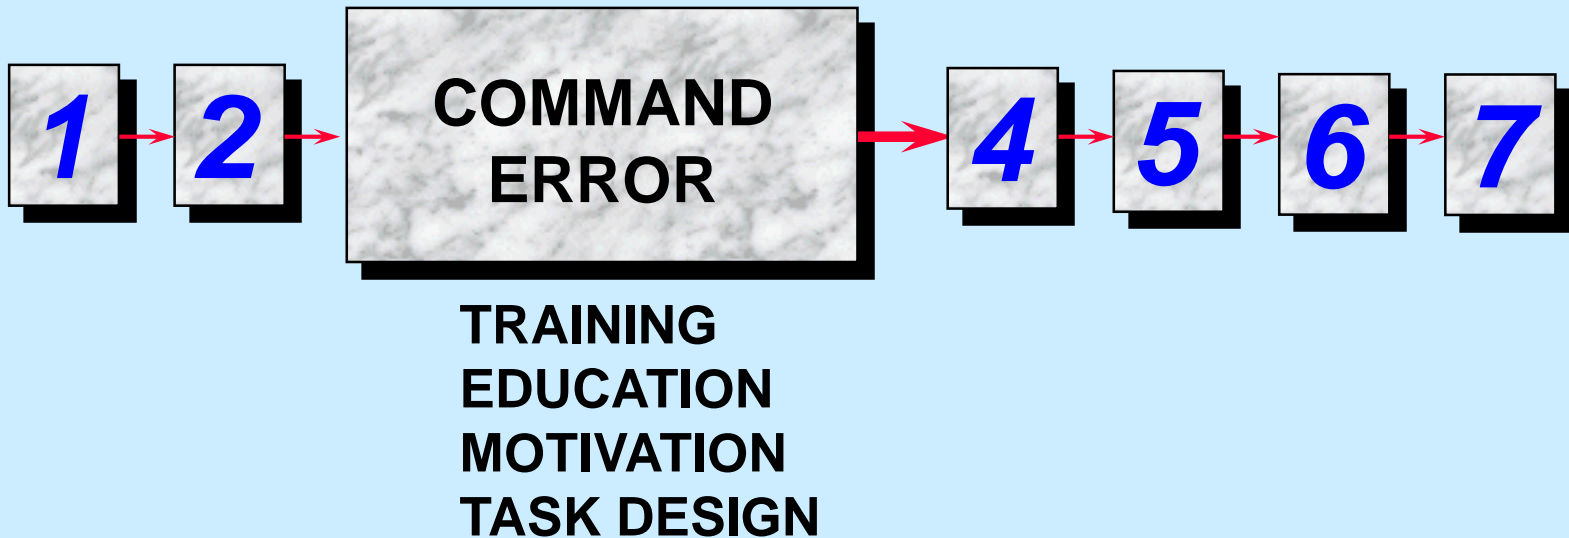 1
2
COMMAND
ERROR
4
5
6
7
TRAINING
EDUCATION
MOTIVATION
TASK DESIGN